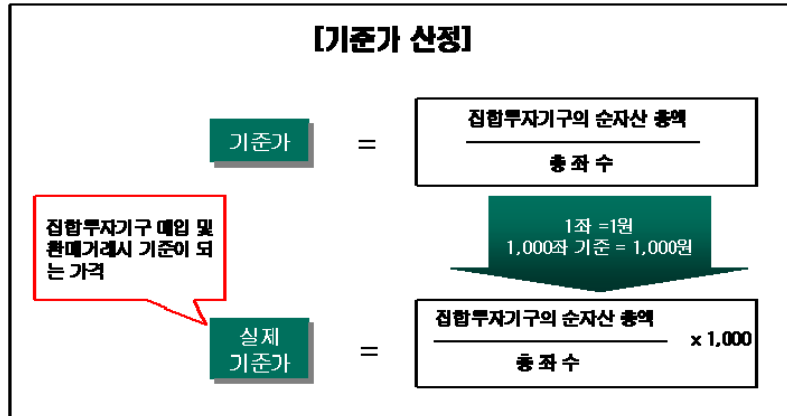 [기준가 산정]
기준가
=
집합투자기구의 순자산 총액
총 좌 수
1좌 =1원
1,000좌 기준 = 1,000원
집합투자기구 매입 및
환매거래시 기준이 되
는 가격
실제
기준가
=
집합투자기구의 순자산 총액
총 좌 수
x 1,000